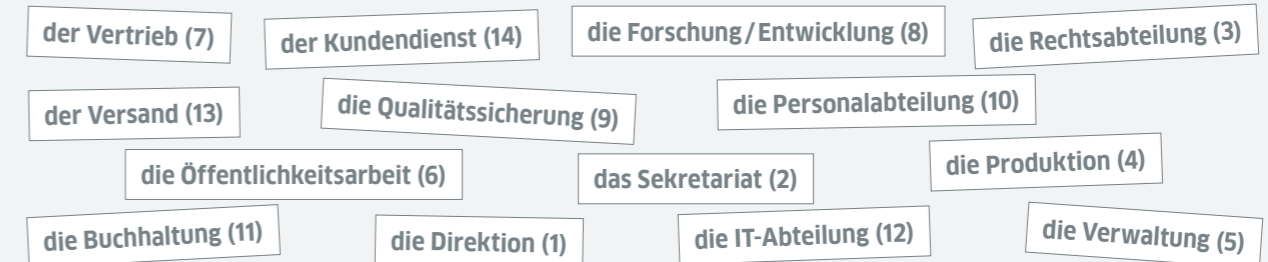 der Vertrieb (7)
der Kundendienst (14)
die Forschung/Entwicklung (8)
die Rechtsabteilung (3)
der Versand (13)
die Qualitätssicherung (9)
die Personalabteilung (10)
die Öffentlichkeitsarbeit (6)
das Sekretariat (2)
die Produktion (4)
die Buchhaltung (11)
die Direktion (1)
die IT-Abteilung (12)
die Verwaltung (5)